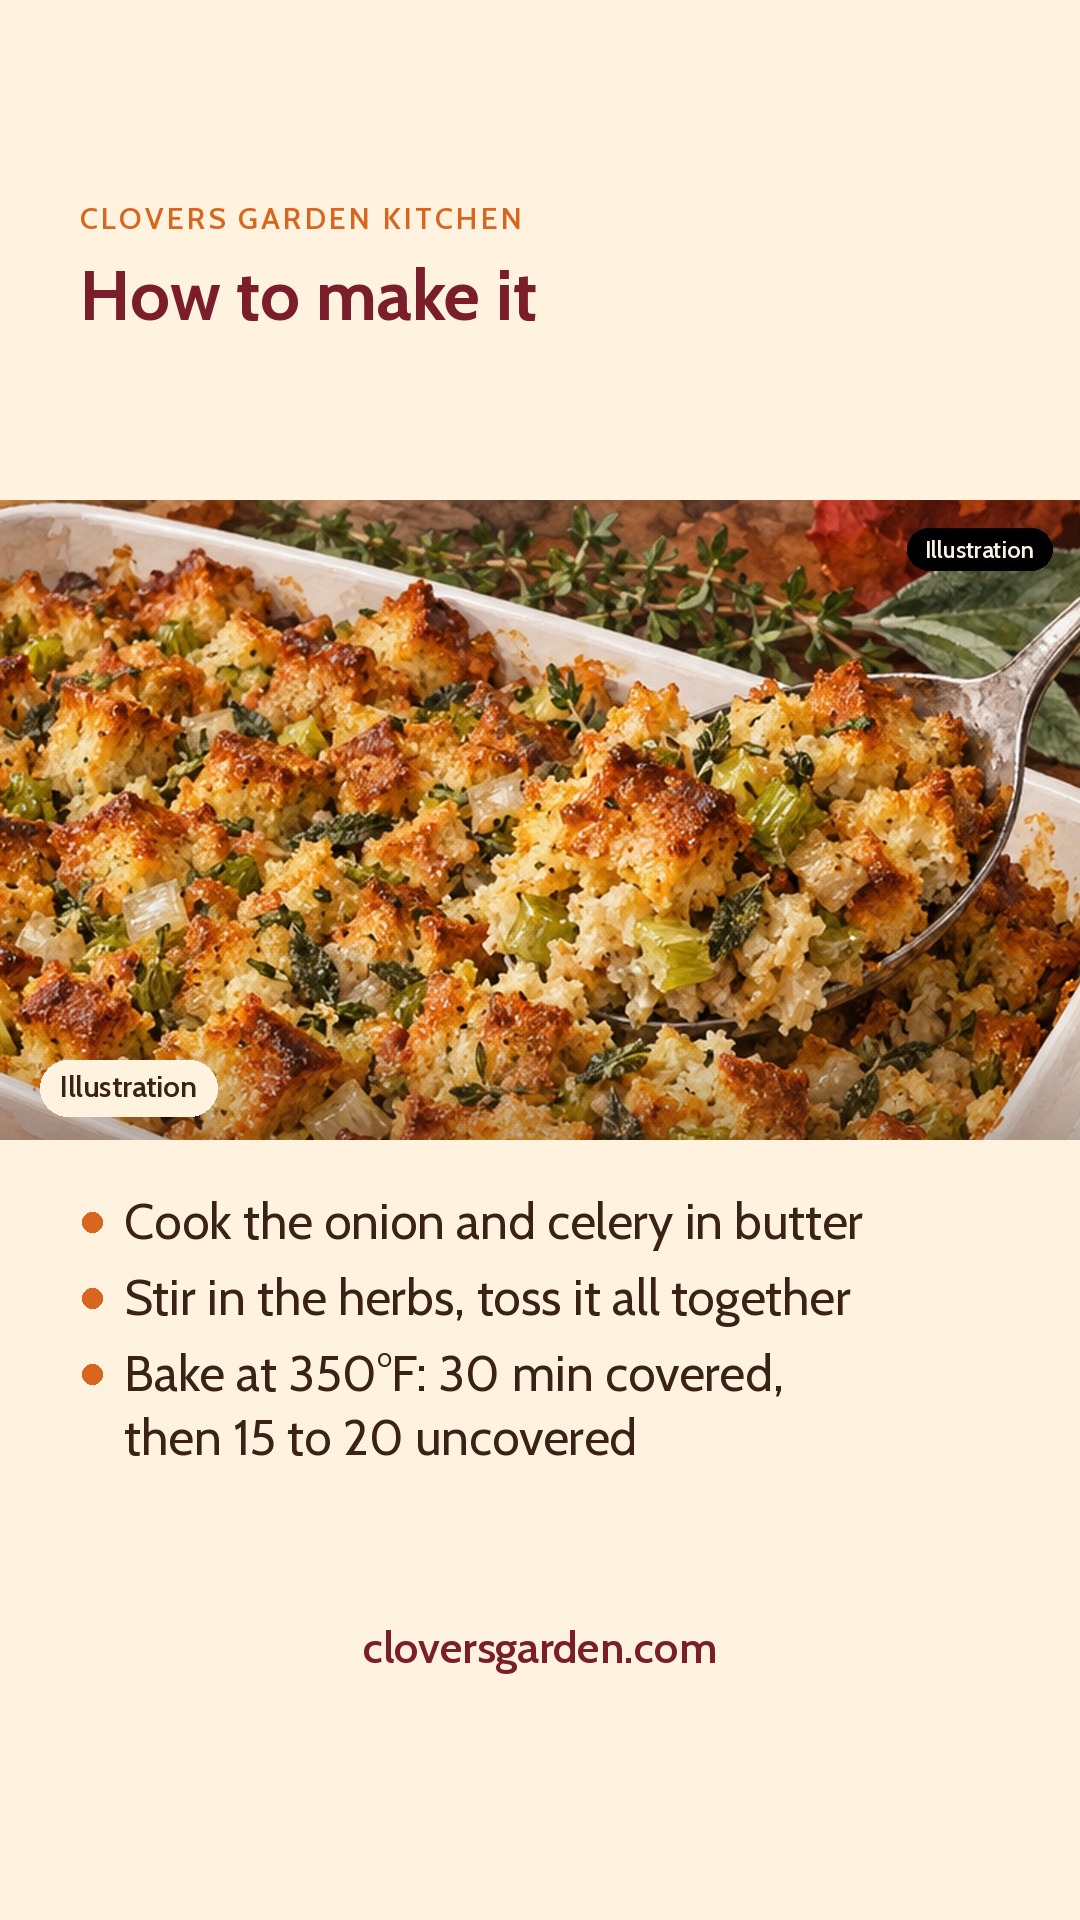 CLOVERS GARDEN KITCHEN
How to make it
Illustration
Illustration
Cook the onion and celery in butter
Stir in the herbs, toss it all together
Bake at 350°F: 30 min covered,
then 15 to 20 uncovered
cloversgarden.com